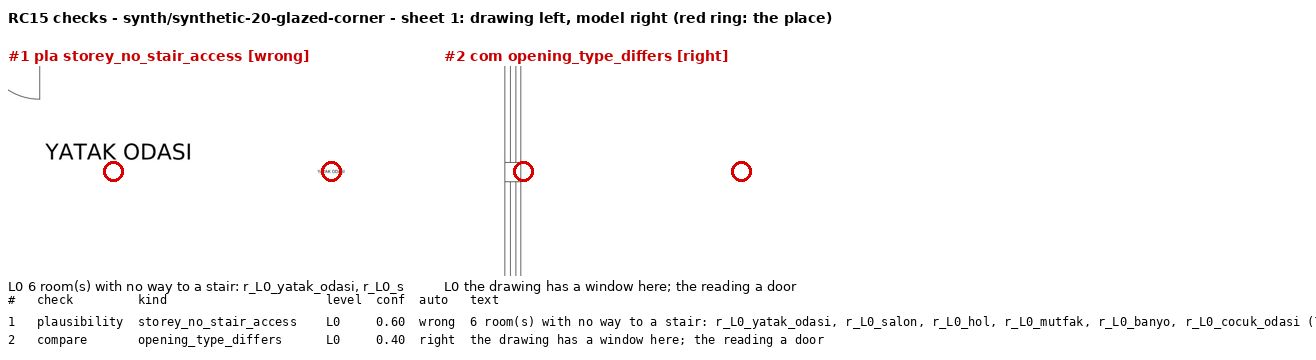 RC15 checks - synth/synthetic-20-glazed-corner - sheet 1: drawing left, model right (red ring: the place)
#1 pla storey_no_stair_access [wrong]
#2 com opening_type_differs [right]
YATAK ODASI
L0 6 room(s) with no way to a stair: r_L0_yatak_odasi, r_L0_s
L0 the drawing has a window here; the reading a door
# check kind level conf auto text
1 plausibility storey_no_stair_access L0 0.60 wrong 6 room(s) with no way to a stair: r_L0_yatak_odasi, r_L0_salon, r_L0_hol, r_L0_mutfak, r_L0_banyo, r_L0_cocuk_odasi
2 compare opening_type_differs L0 0.40 right the drawing has a window here; the reading a door